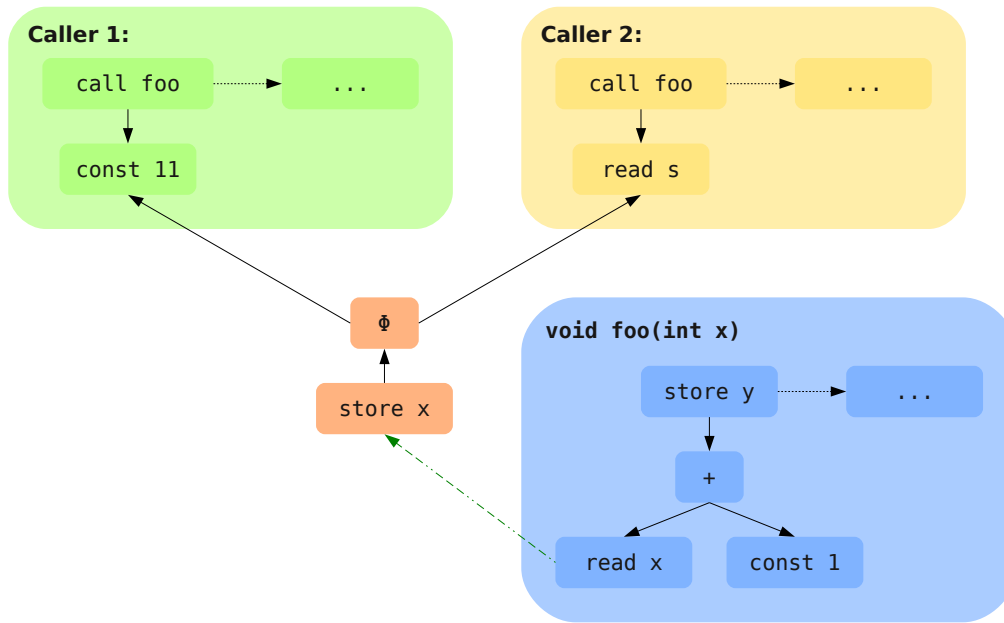 Caller 1:
call foo
...
const 11
Caller 2:
call foo
...
read s
Φ
store x
void foo(int x)
store y
...
+
read x
const 1